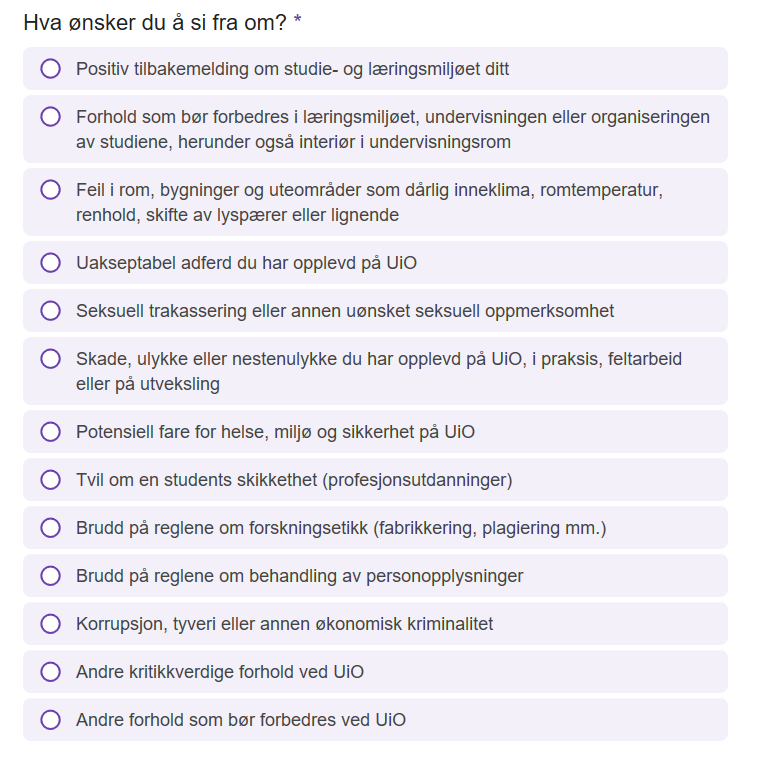 Hva ønsker du å si fra om? *
Positiv tilbakemelding om studie- og læringsmiljøet ditt
Forhold som bør forbedres i læringsmiljøet, undervisningen eller organiseringen
av studiene, herunder også interiør i undervisningsrom
Feil i rom, bygninger og uteområder som dårlig inneklima, romtemperatur,
renhold, skifte av lyspærer eller lignende
Uakseptabel adferd du har opplevd på UiO
Seksuell trakassering eller annen uønsket seksuell oppmerksomhet
Skade, ulykke eller nestenulykke du har opplevd på UiO, i praksis, feltarbeid
eller på utveksling
Potensiell fare for helse, miljø og sikkerhet på UiO
Tvil om en students skikkethet (profesjonsutdanninger)
Brudd på reglene om forskningsetikk (fabrikkering, plagiering mm.)
Brudd på reglene om behandling av personopplysninger
Korrupsjon, tyveri eller annen økonomisk kriminalitet
Andre kritikkverdige forhold ved UiO
Andre forhold som bør forbedres ved UiO